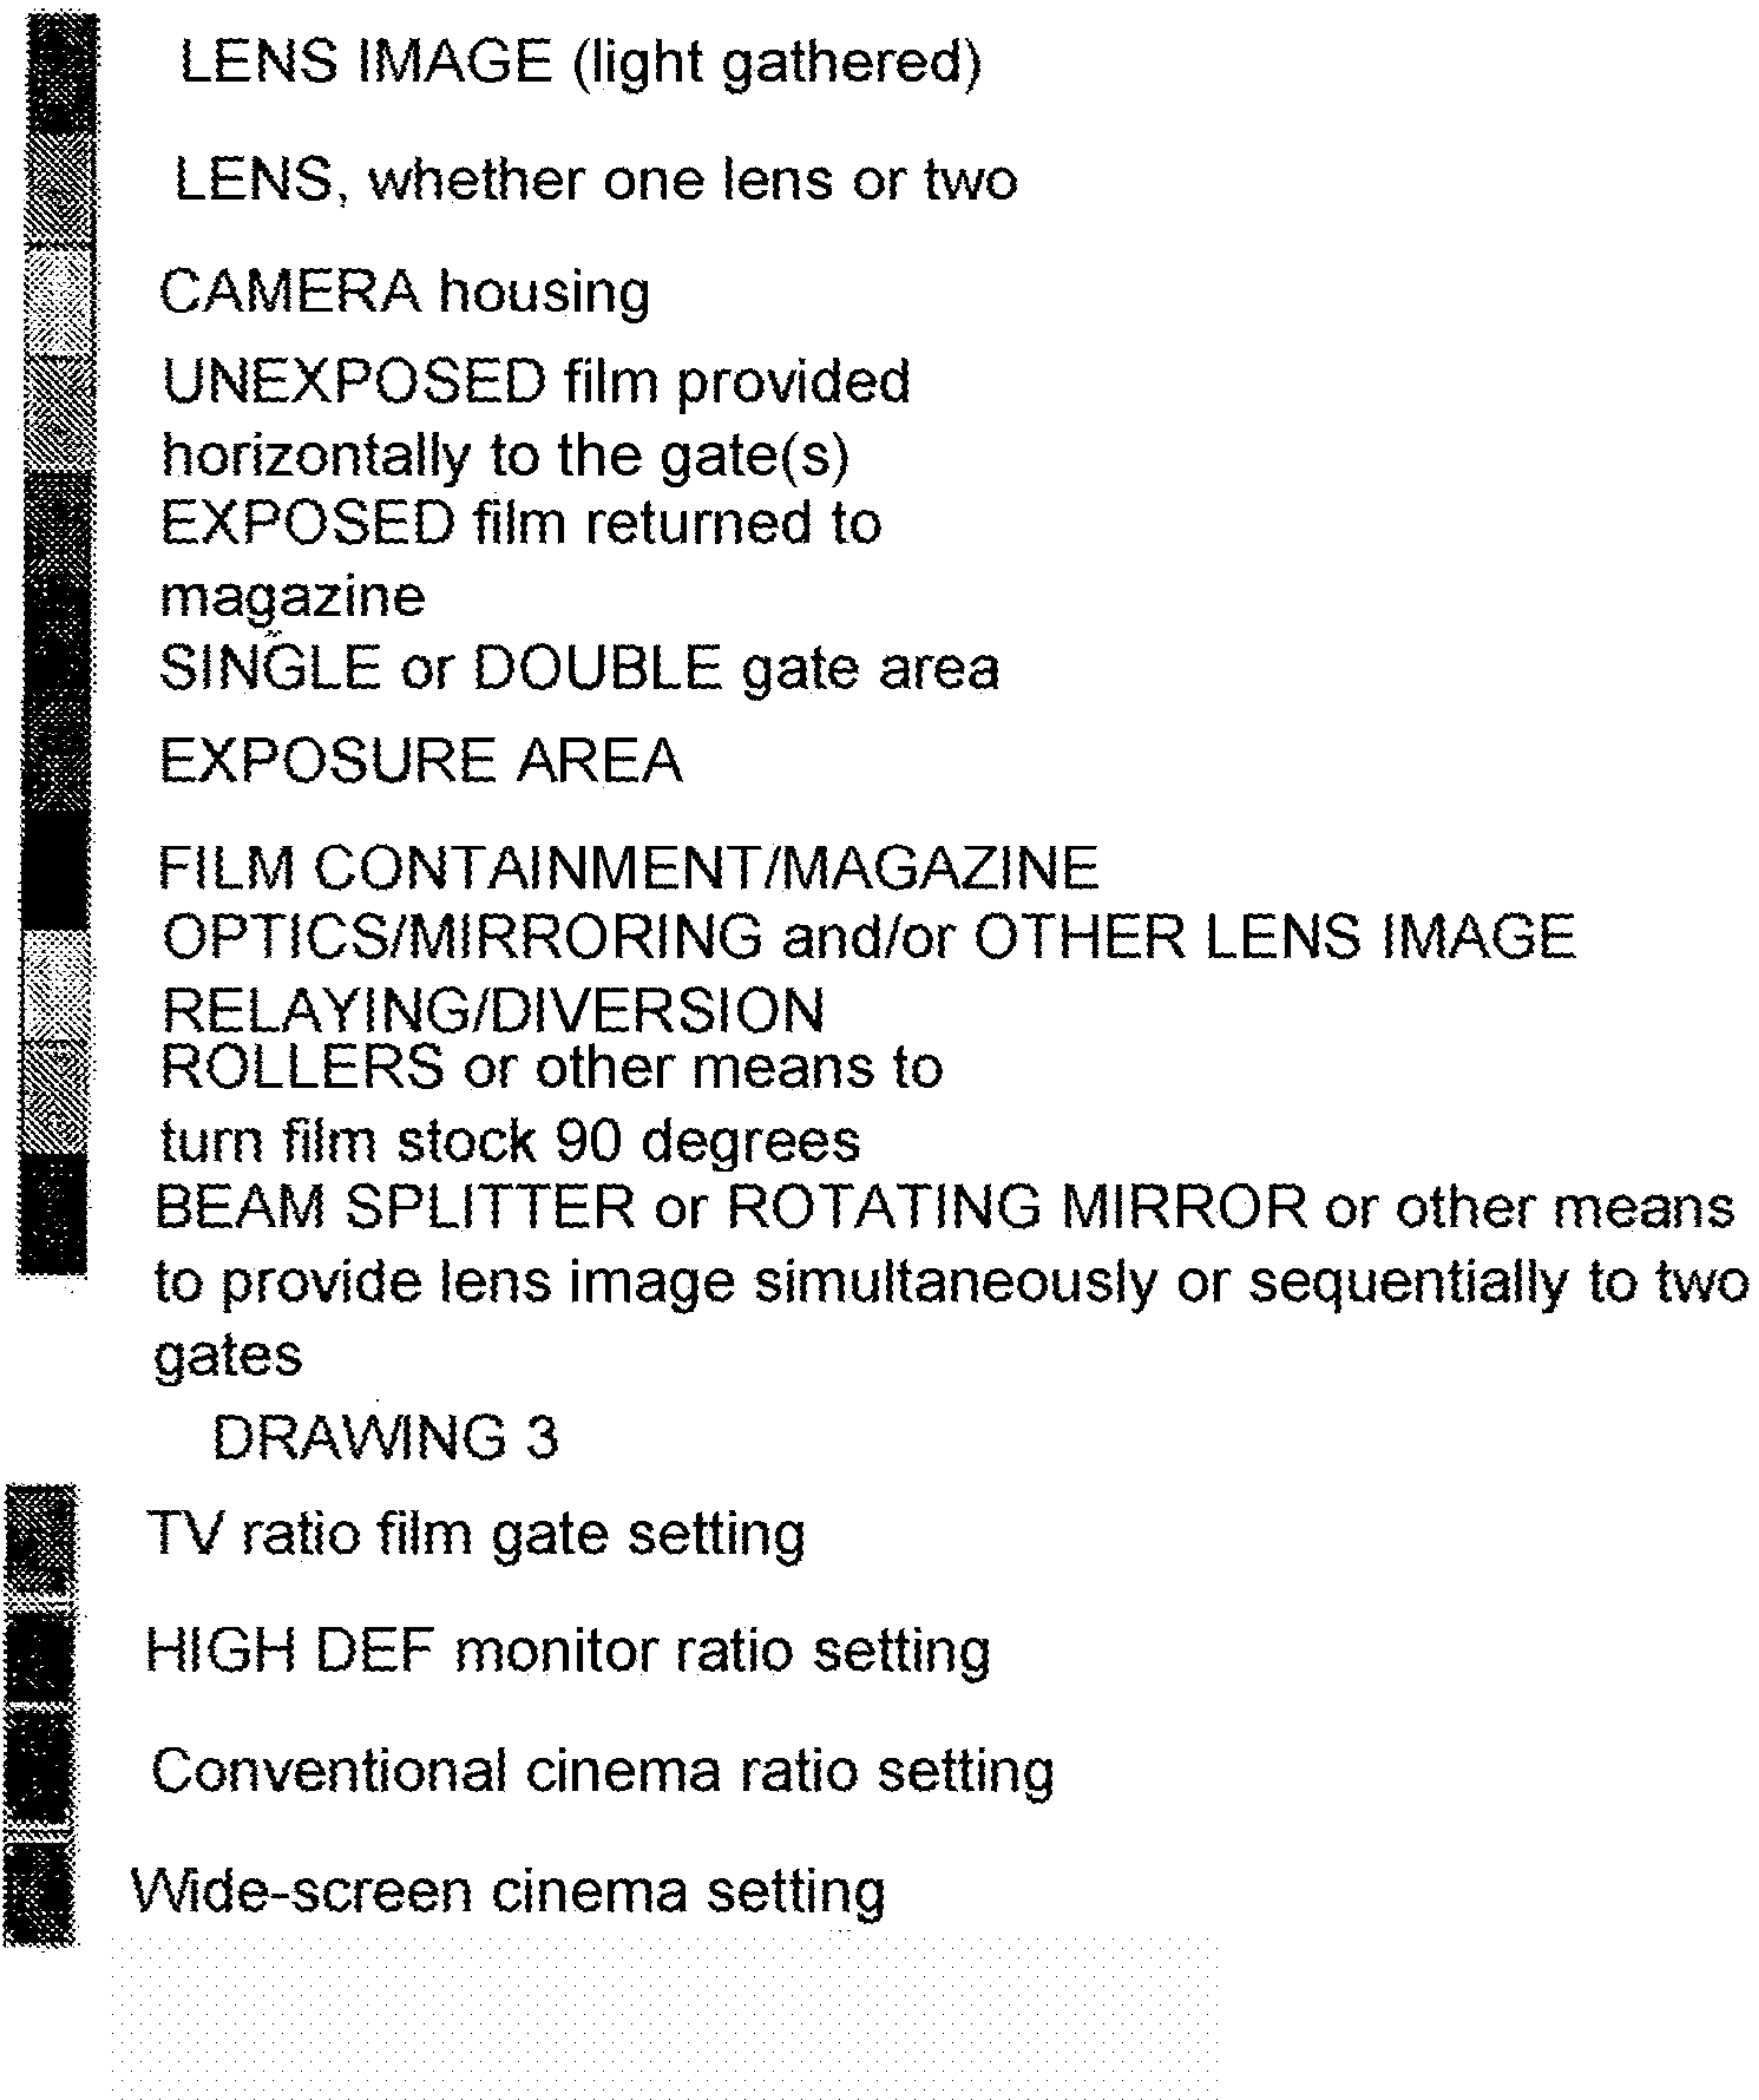 LENS IMAGE (light gathered)
LENS, whether one lens or two
CAMERA housing
UNEXPOSED film provided
horizontally to the gate(s)
EXPOSED film returned to
magazine
SINGLE or DOUBLE gate area
EXPOSURE AREA
FILM CONTAINMENT/MAGAZINE
OPTICS/MIRRORING and/or OTHER LENS IMAGE
RELAYING/DIVERSION
ROLLERS or other means to
turn film stock 90 degrees
BEAM SPLITTER or ROTATING MIRROR or other means
to provide lens image simultaneously or sequentially to two
gates
DRAWING 3
TV ratio film gate setting
HIGH DEF monitor ratio setting
Conventional cinema ratio setting
Wide-screen cinema setting